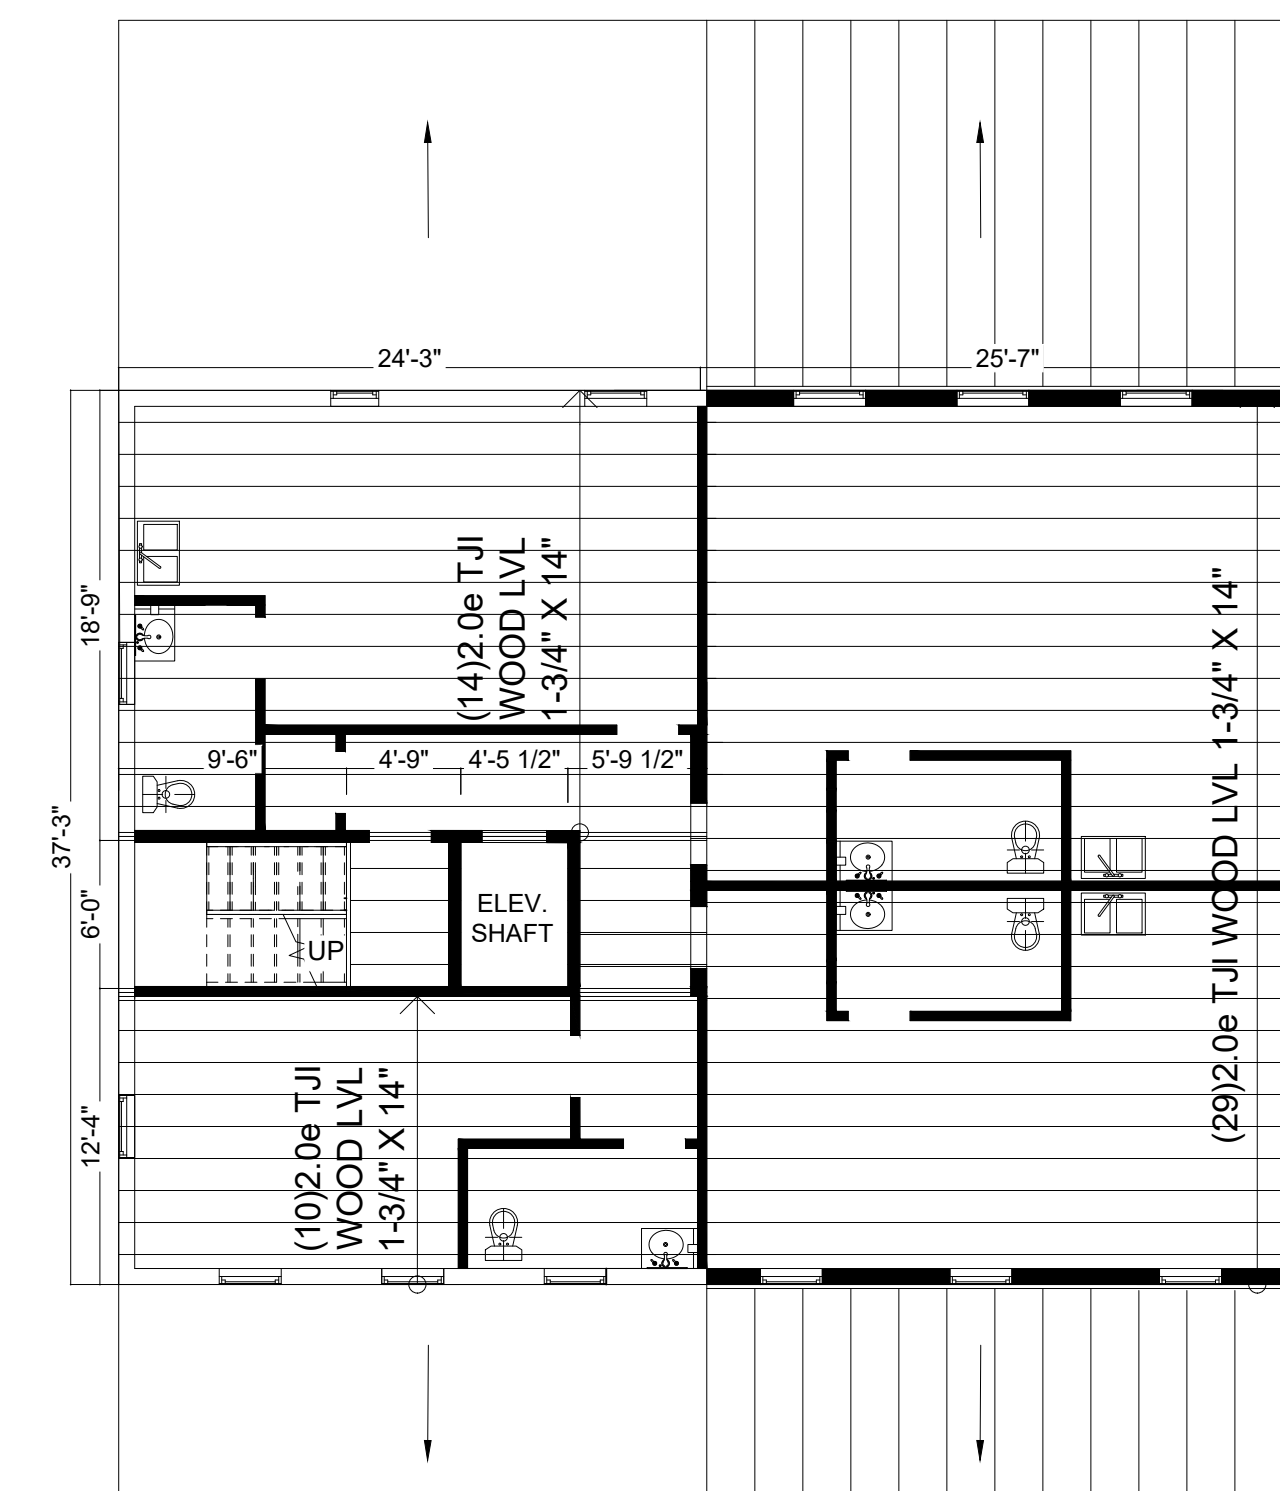 24'-3"
25'-7"
18'-9"
(14)2.0e TJI
WOOD LVL
1-3/4" X 14"
9'-6"
4'-9"
4'-5 1/2"
5'-9 1/2"
37'-3"
6'-0"
ELEV.
SHAFT
UP
(29)2.0e TJI WOOD LVL 1-3/4" X 14"
12'-4"
(10)2.0e TJI
WOOD LVL
1-3/4" X 14"